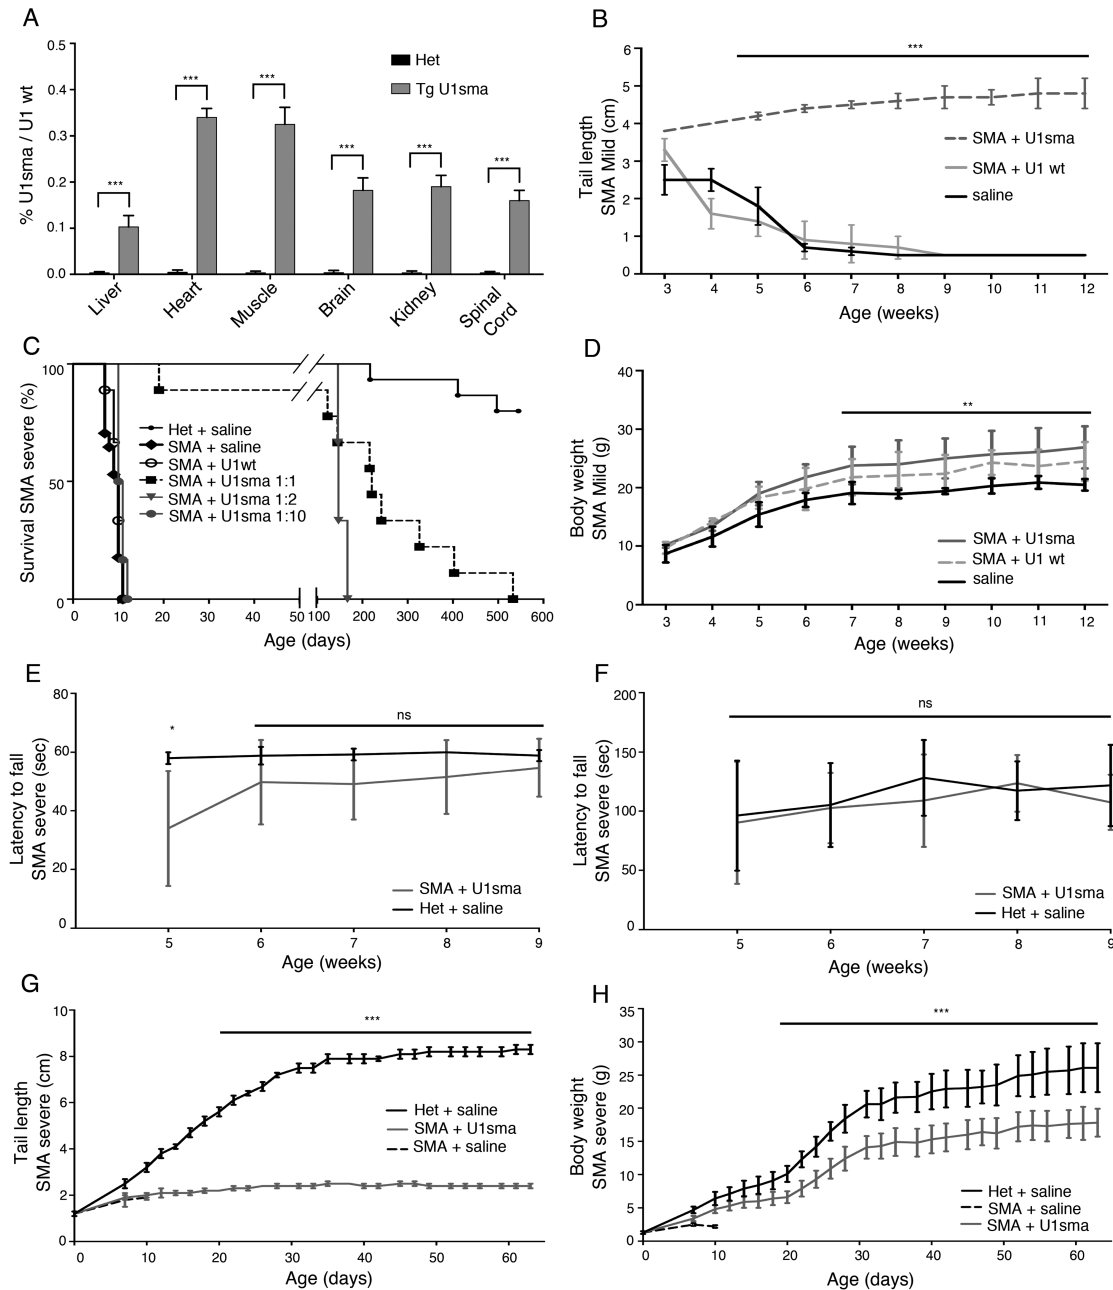 A
0.5
0.4
0.3
0.2
0.1
0.0
% U1sma / U1 wt
***
***
***
***
***
***
Het
Tg U1sma
Liver
Heart
Muscle
Brain
Kidney
Spinal
Cord
B
6
5
4
3
2
1
0
Tail length
SMA Mild (cm)
***
SMA + U1sma
SMA + U1 wt
saline
3 4 5 6 7 8 9 10 11 12
Age (weeks)
C
100
50
0
Survival SMA severe (%)
Het + saline
SMA + saline
SMA + U1wt
SMA + U1sma 1:1
SMA + U1sma 1:2
SMA + U1sma 1:10
0 10 20 30 40 50 100 200 300 400 500 600
Age (days)
D
40
30
20
10
0
Body weight
SMA Mild (g)
**
SMA + U1sma
SMA + U1 wt
saline
3 4 5 6 7 8 9 10 11 12
Age (weeks)
E
80
60
40
20
0
Latency to fall
SMA severe (sec)
*
ns
SMA + U1sma
Het + saline
5 6 7 8 9
Age (weeks)
F
200
150
100
50
0
Latency to fall
SMA severe (sec)
ns
SMA + U1sma
Het + saline
5 6 7 8 9
Age (weeks)
G
10
8
6
4
2
0
Tail length
SMA severe (cm)
***
Het + saline
SMA + U1sma
SMA + saline
0 10 20 30 40 50 60
Age (days)
H
35
30
25
20
15
10
5
0
Body weight
SMA severe (g)
***
Het + saline
SMA + saline
SMA + U1sma
0 10 20 30 40 50 60
Age (days)